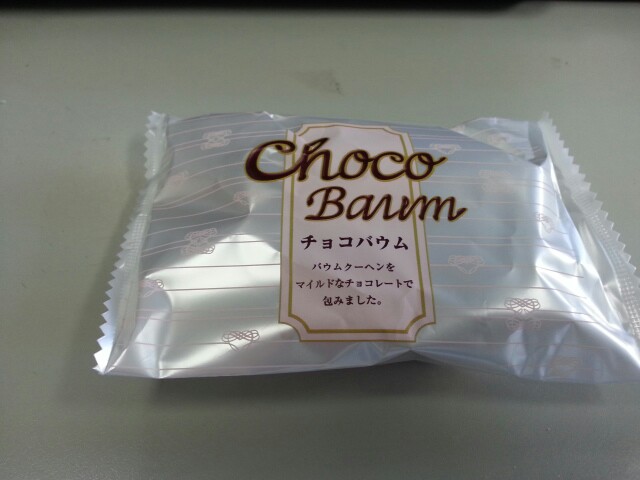 Choco
Baum
チョコバウム
バウムクーヘンを
マイルドなチョコレートで
包みました。